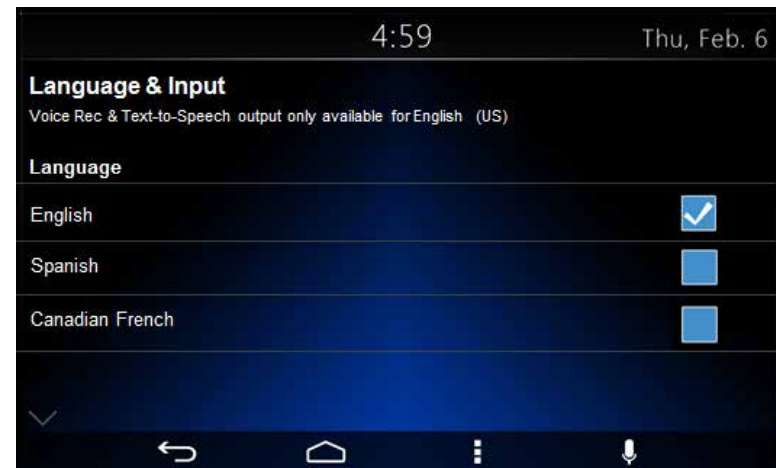 4:59
Thu, Feb. 6
Language & Input
Voice Rec & Text-to-Speech output only available for English (US)
Language
English
Spanish
Canadian French